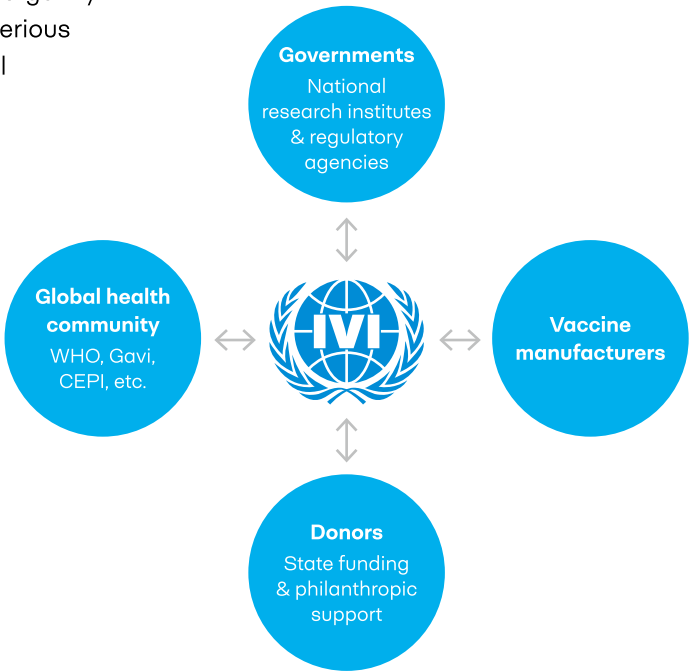 erious
l
Governments
National
research institutes
& regulatory
agencies
Global health
community
WHO, Gavi,
CEPI, etc.
IVI
Vaccine
manufacturers
Donors
State funding
& philanthropic
support